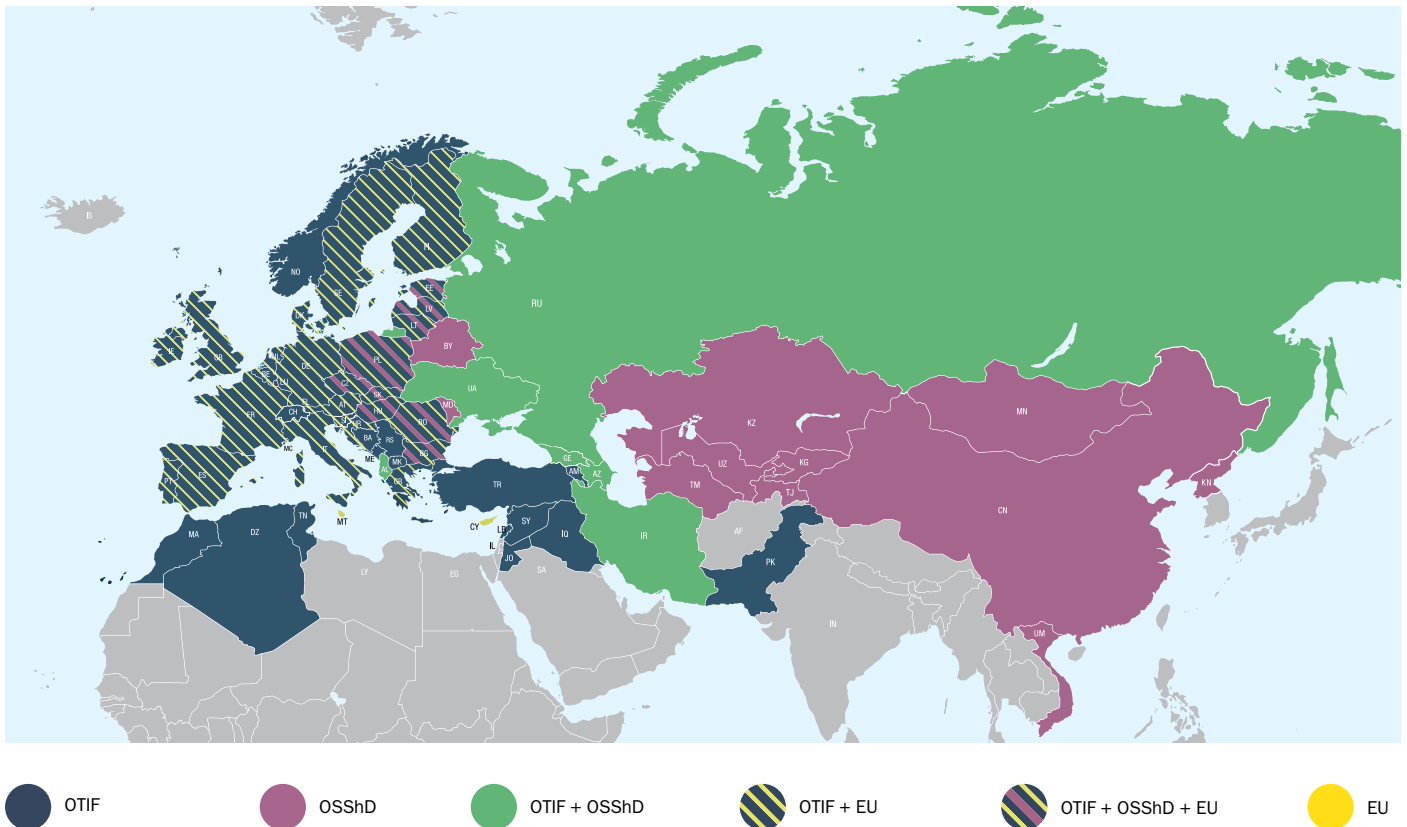 IS
NO
SE
FI
RU
EE
LV
LT
DK
IE
GB
NL
BE
LU
DE
PL
BY
CZ
SK
UA
FR
CH
LI
AT
HU
MD
RO
SI
HR
BA
RS
BG
MC
IT
ME
MK
AL
GR
PT
ES
MT
CY
TR
GE
AM
AZ
KZ
UZ
TM
KG
TJ
MN
CN
KN
MA
DZ
TN
LY
EG
LB
SY
IL
JO
IQ
SA
IR
AF
PK
IN
UM
OTIF
OSShD
OTIF + OSShD
OTIF + EU
OTIF + OSShD + EU
EU